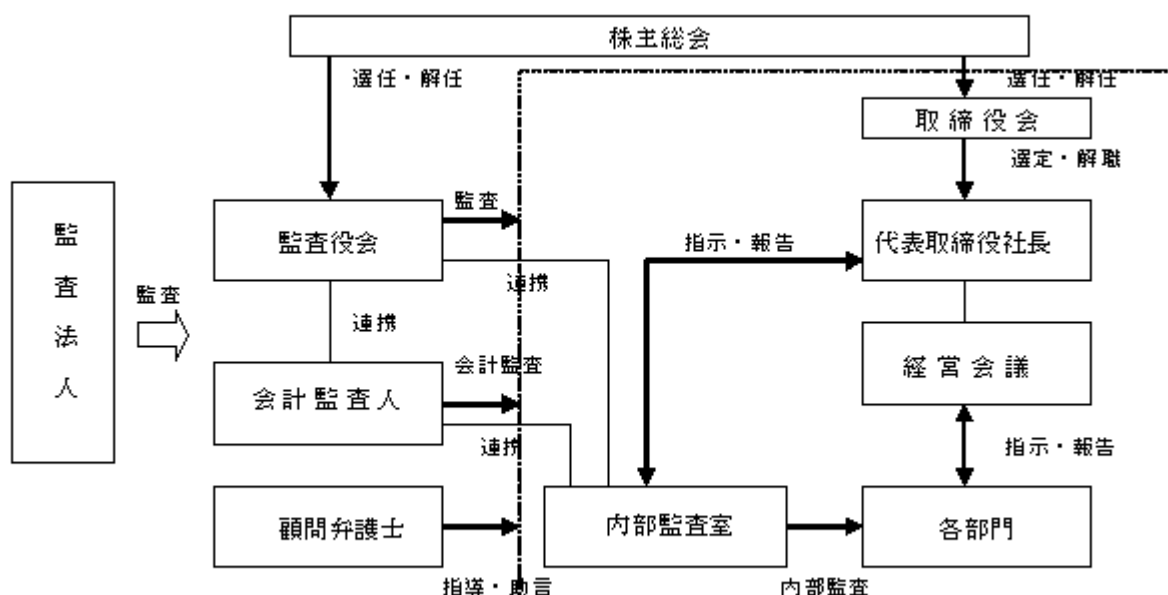 株主総会
選任・解任
選任・解任
取締役会
選定・解職
監査法人
監査
監査役会
監査
指示・報告
代表取締役社長
連携
連携
経営会議
会計監査
会計監査人
連携
指示・報告
顧問弁護士
内部監査室
各部門
指導・助言
内部監査